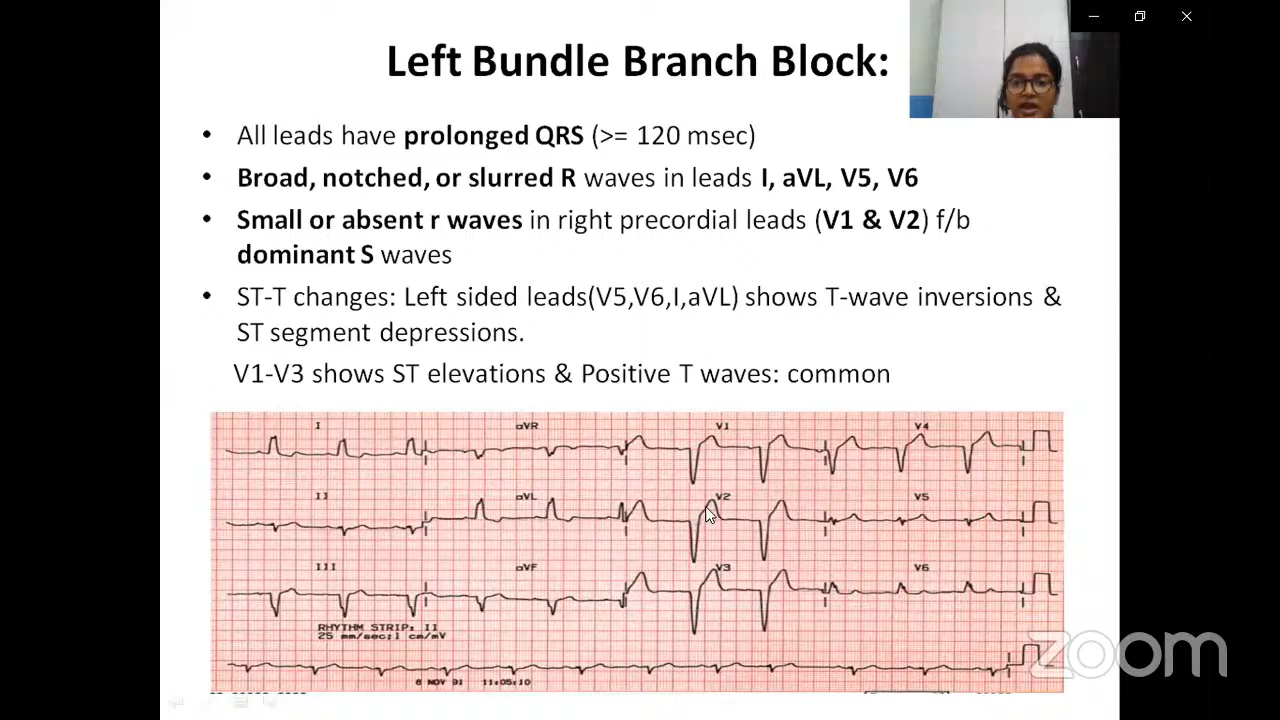 Left Bundle Branch Block:
• All leads have prolonged QRS (>= 120 msec)
• Broad, notched, or slurred R waves in leads I, aVL, V5, V6
• Small or absent r waves in right precordial leads (V1 & V2) f/b
dominant S waves
• ST-T changes: Left sided leads(V5,V6,I,aVL) shows T-wave inversions &
ST segment depressions.
V1-V3 shows ST elevations & Positive T waves: common
I aVR V1 V4
II aVL V2 V5
III aVF V3 V6
RHYTHM STRIP: II
25 mm/sec;1 cm/mV
6 NOV 91 11:05:10
zoom